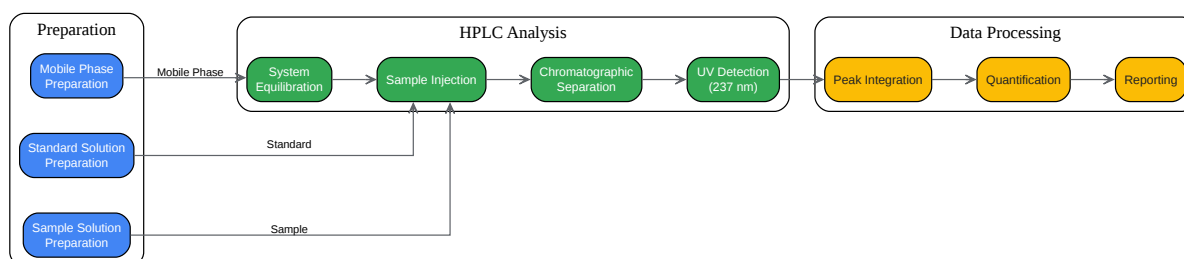 Preparation
Mobile Phase
Preparation
Standard Solution
Preparation
Sample Solution
Preparation
Mobile Phase
Standard
Sample
HPLC Analysis
System
Equilibration
Sample Injection
Chromatographic
Separation
UV Detection
(237 nm)
Data Processing
Peak Integration
Quantification
Reporting